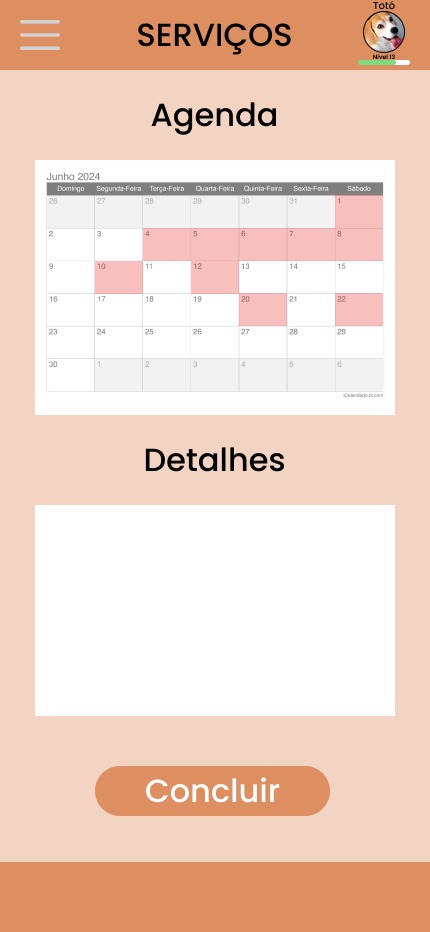 Totó
SERVIÇOS
Nível 13
Agenda
Junho 2024
Domingo Segunda-Feira Terça-Feira Quarta-Feira Quinta-Feira Sexta-Feira Sábado
26 27 28 29 30 31 1
2 3 4 5 6 7 8
9 10 11 12 13 14 15
16 17 18 19 20 21 22
23 24 25 26 27 28 29
30 1 2 3 4 5 6
iCalendario.br.com
Detalhes
Concluir